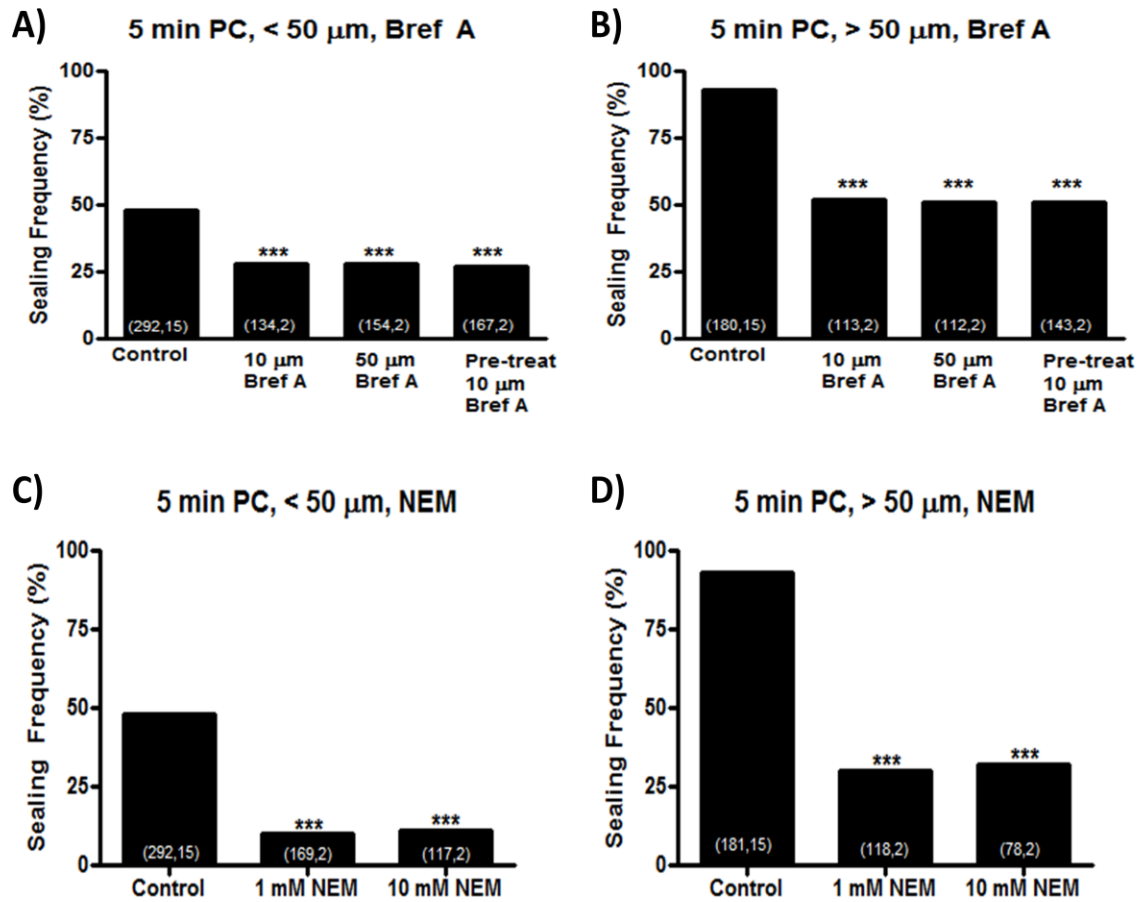 A)
5 min PC, < 50 μm, Bref A
Sealing Frequency (%)
100
75
50
25
0
***
***
***
(292,15)
(134,2)
(154,2)
(167,2)
Control
10 μm
Bref A
50 μm
Bref A
Pre-treat
10 μm
Bref A
B)
5 min PC, > 50 μm, Bref A
Sealing Frequency (%)
100
75
50
25
0
***
***
***
(180,15)
(113,2)
(112,2)
(143,2)
Control
10 μm
Bref A
50 μm
Bref A
Pre-treat
10 μm
Bref A
C)
5 min PC, < 50 μm, NEM
Sealing Frequency (%)
100
75
50
25
0
***
***
(292,15)
(169,2)
(117,2)
Control
1 mM NEM
10 mM NEM
D)
5 min PC, > 50 μm, NEM
Sealing Frequency (%)
100
75
50
25
0
***
***
(181,15)
(118,2)
(78,2)
Control
1 mM NEM
10 mM NEM